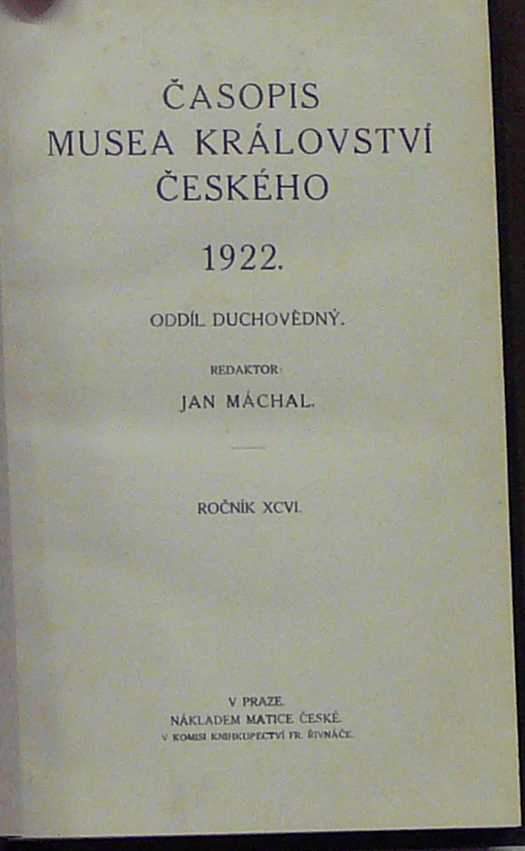 ČASOPIS
MUSEA KRÁLOVSTVÍ
ČESKÉHO
1922.
ODDÍL DUCHOVĚDNÝ.
REDAKTOR:
JAN MÁCHAL.
ROČNÍK XCVI.
V PRAZE.
NÁKLADEM MATICE ČESKÉ.
V KOMISI KNIHKUPECTVÍ FR. ŘIVNÁČE.